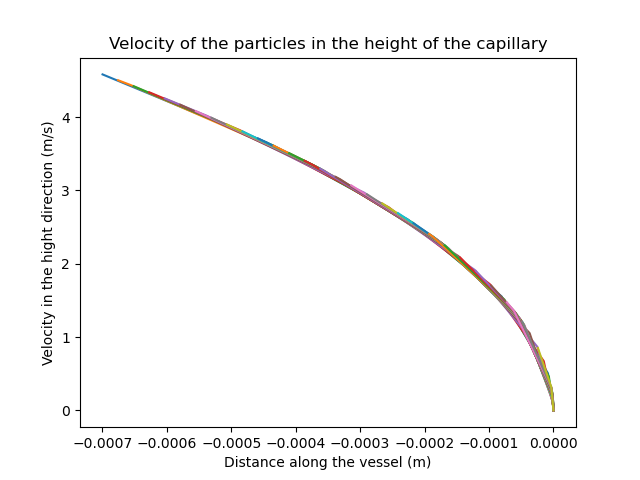 Velocity of the particles in the height of the capillary
Velocity in the hight direction (m/s)
4
3
2
1
0
−0.0007 −0.0006 −0.0005 −0.0004 −0.0003 −0.0002 −0.0001 0.0000
Distance along the vessel (m)